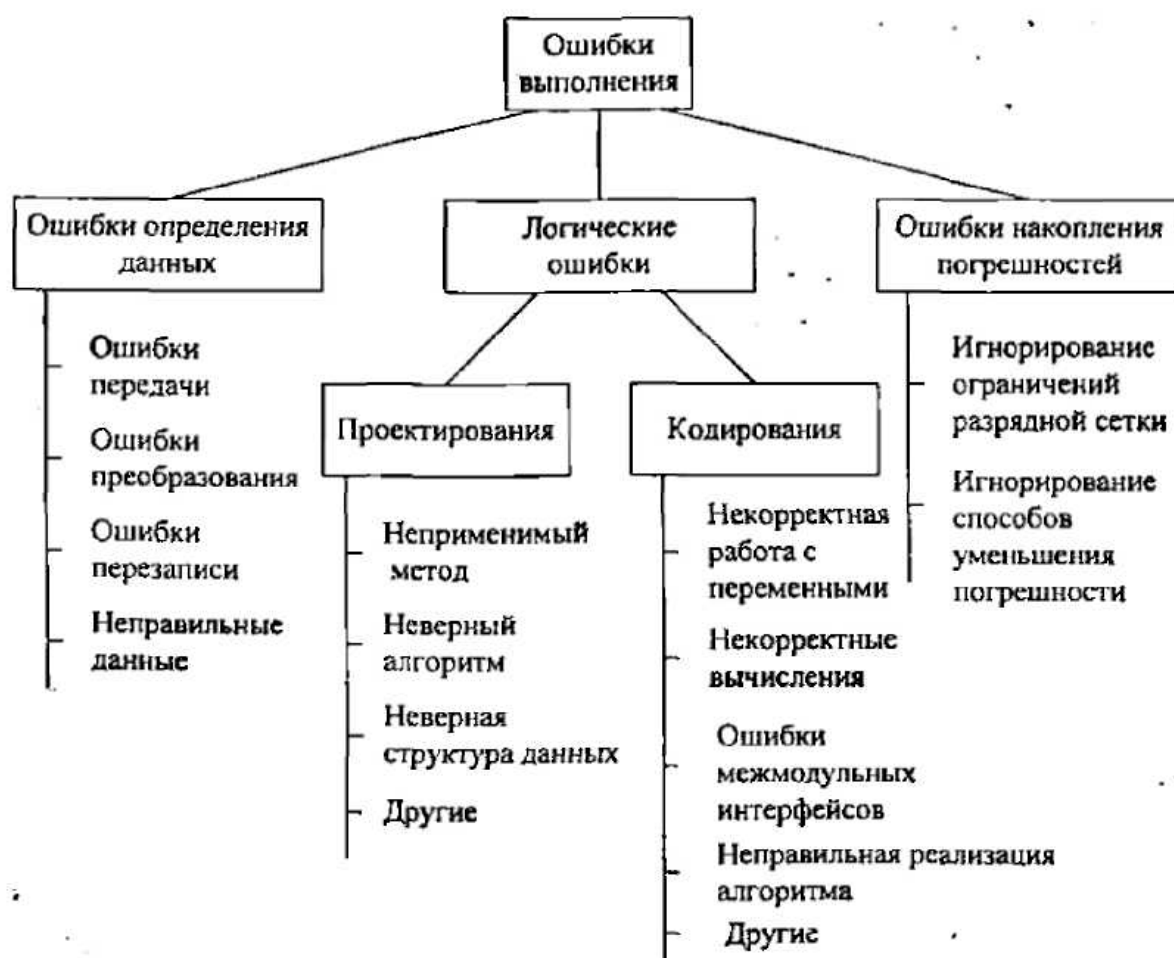 Ошибки
выполнения
Ошибки определения
данных
Логические
ошибки
Ошибки накопления
погрешностей
Ошибки
передачи
Ошибки
преобразования
Ошибки
перезаписи
Неправильные
данные
Проектирования
Неприменимый
метод
Неверный
алгоритм
Неверная
структура данных
Другие
Кодирования
Некорректная
работа с
переменными
Некорректные
вычисления
Ошибки
межмодульных
интерфейсов
Неправильная реализация
алгоритма
Другие
Игнорирование
ограничений
разрядной сетки
Игнорирование
способов
уменьшения
погрешности